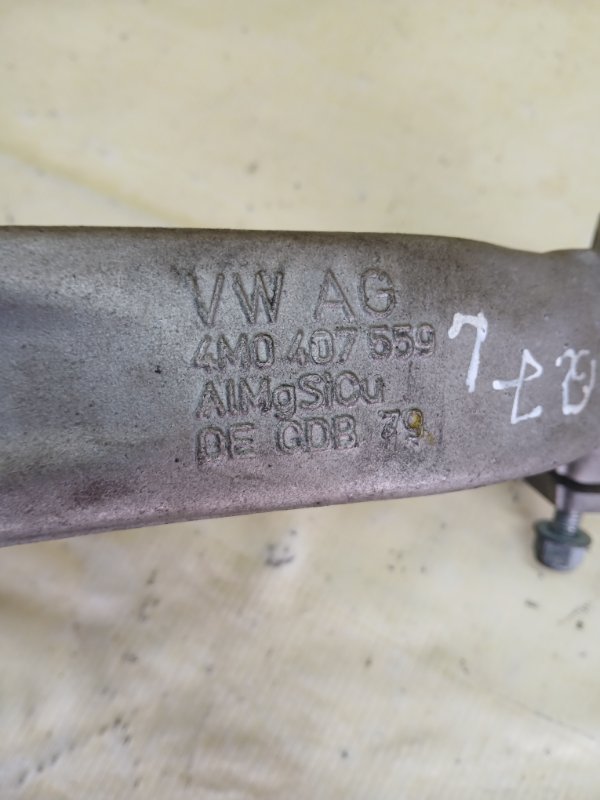 VW AG
4M0 407 559
AlMgSiCu
DE GDB 79